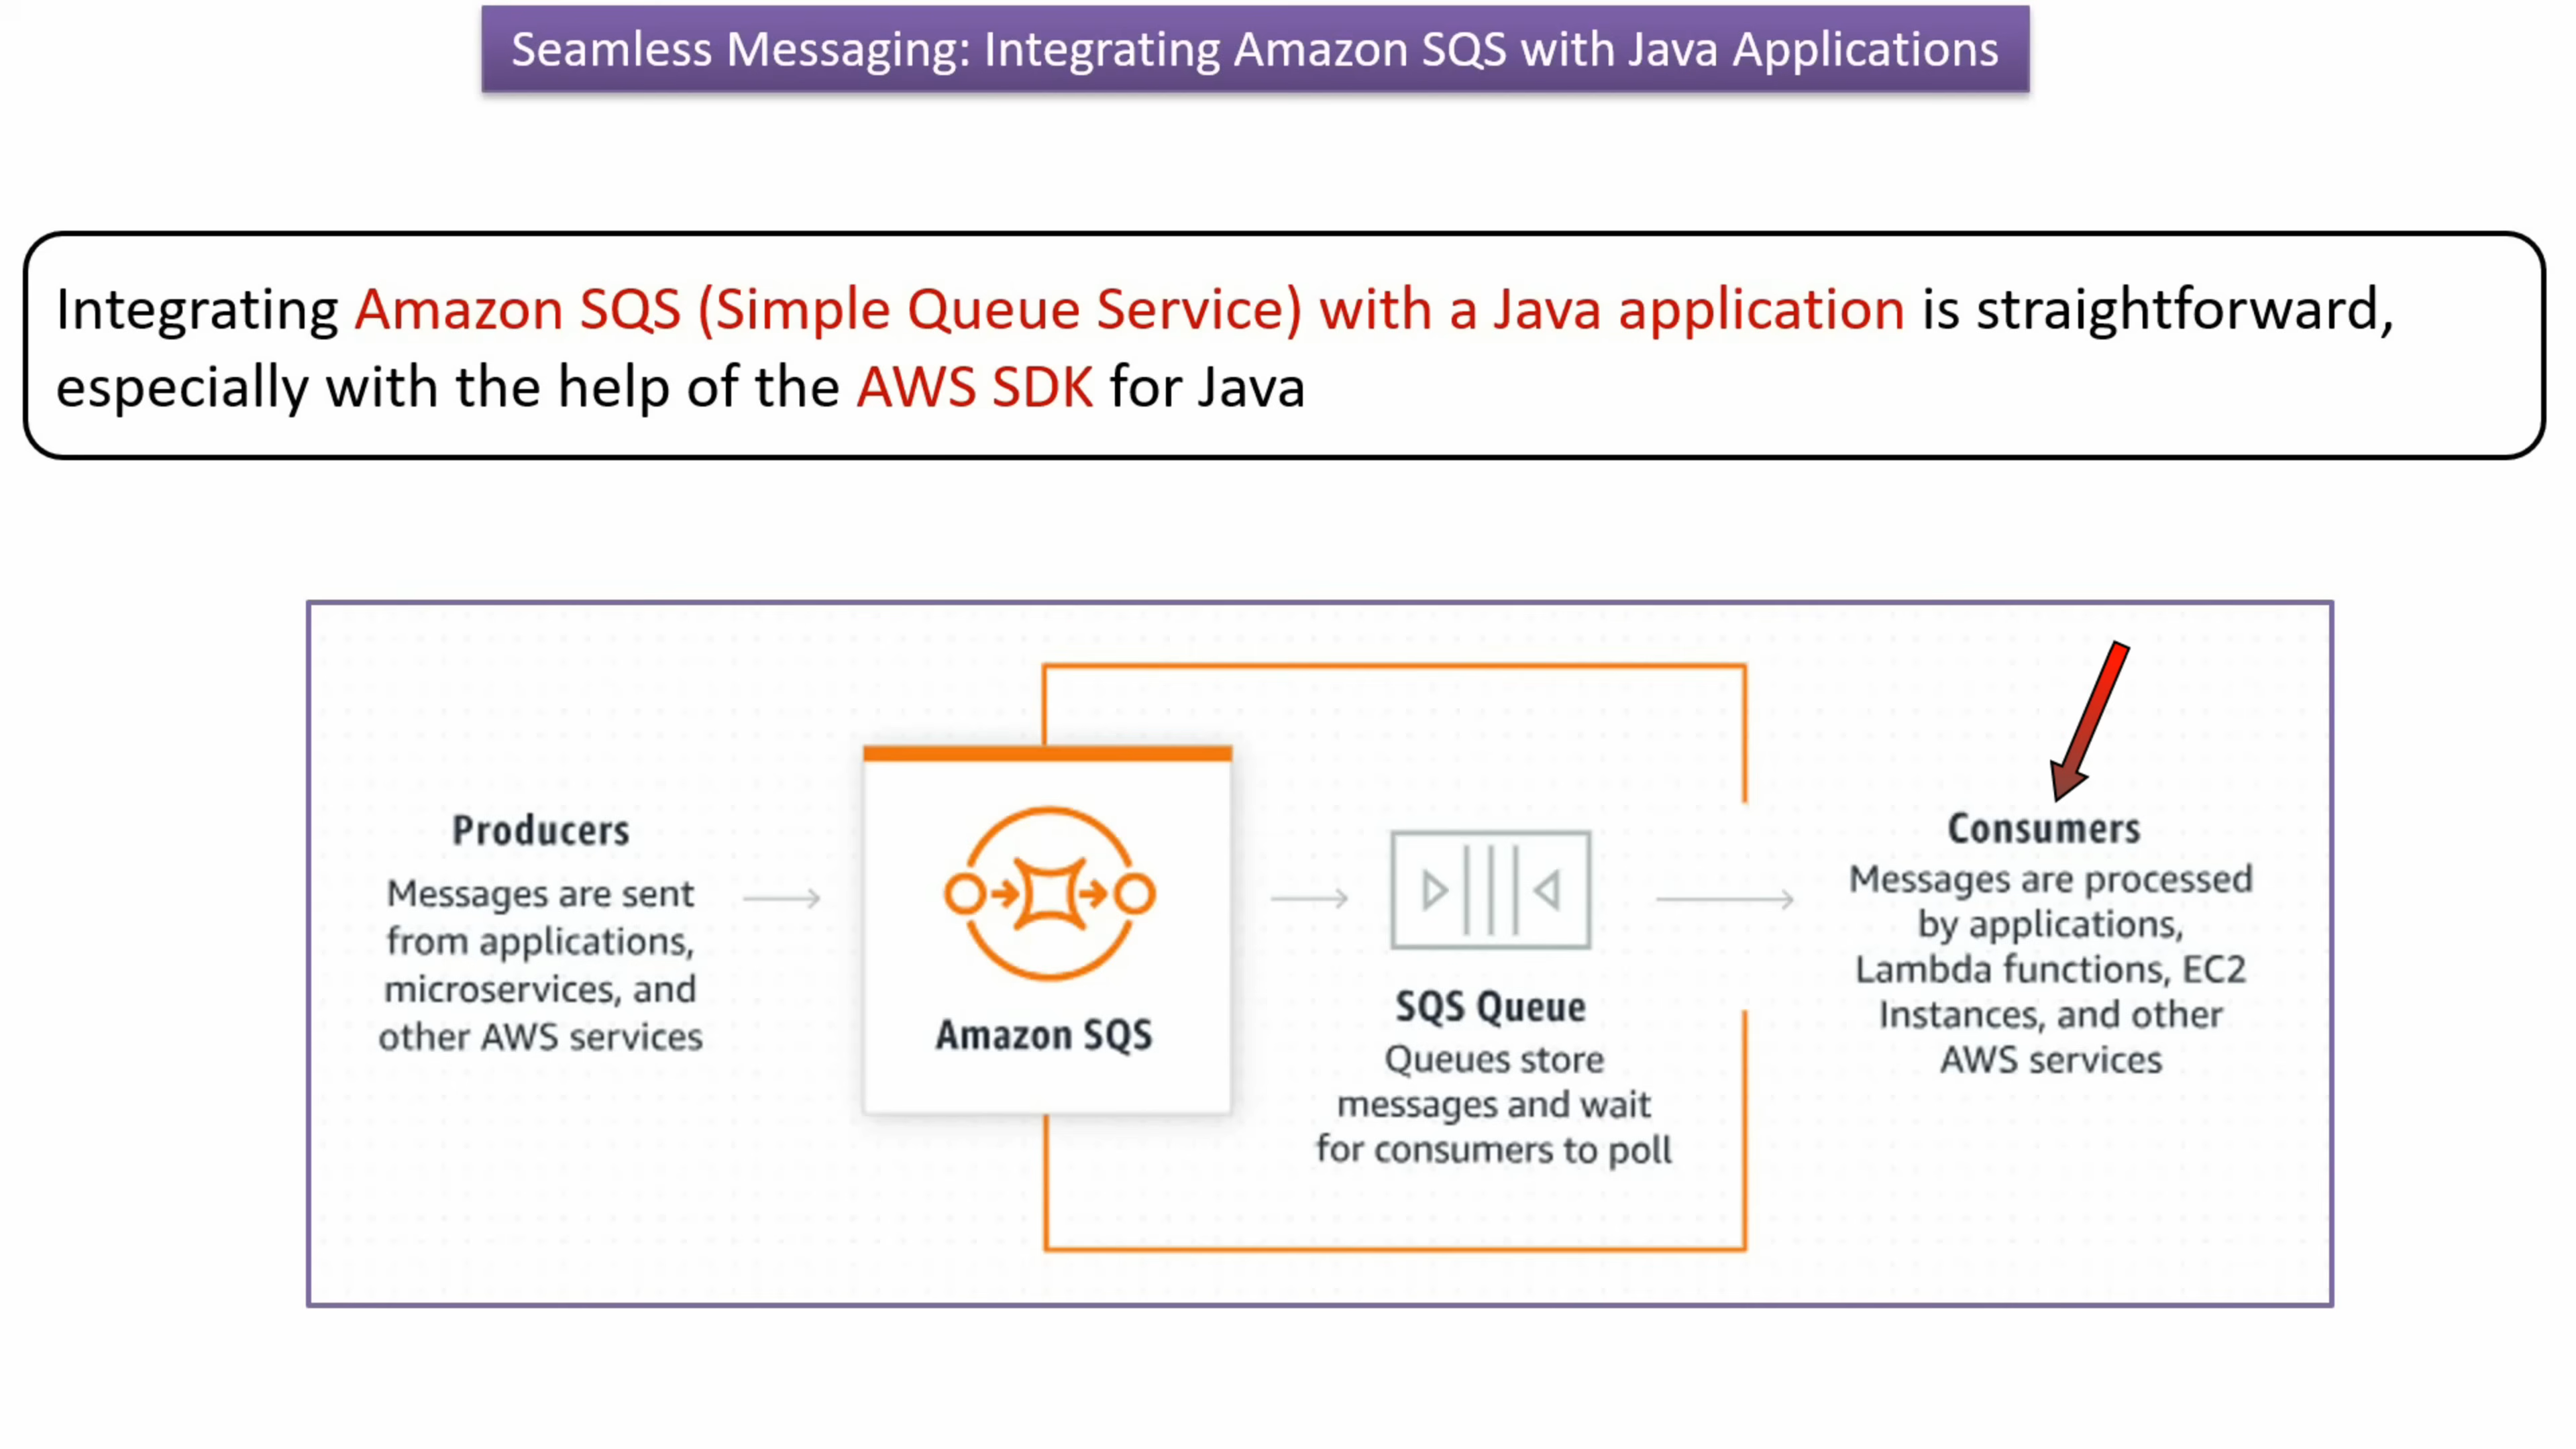 Seamless Messaging: Integrating Amazon SQS with Java Applications
Integrating Amazon SQS (Simple Queue Service) with a Java application is straightforward,
especially with the help of the AWS SDK for Java
Producers
Messages are sent
from applications,
microservices, and
other AWS services
Amazon SQS
SQS Queue
Queues store
messages and wait
for consumers to poll
Consumers
Messages are processed
by applications,
Lambda functions, EC2
Instances, and other
AWS services